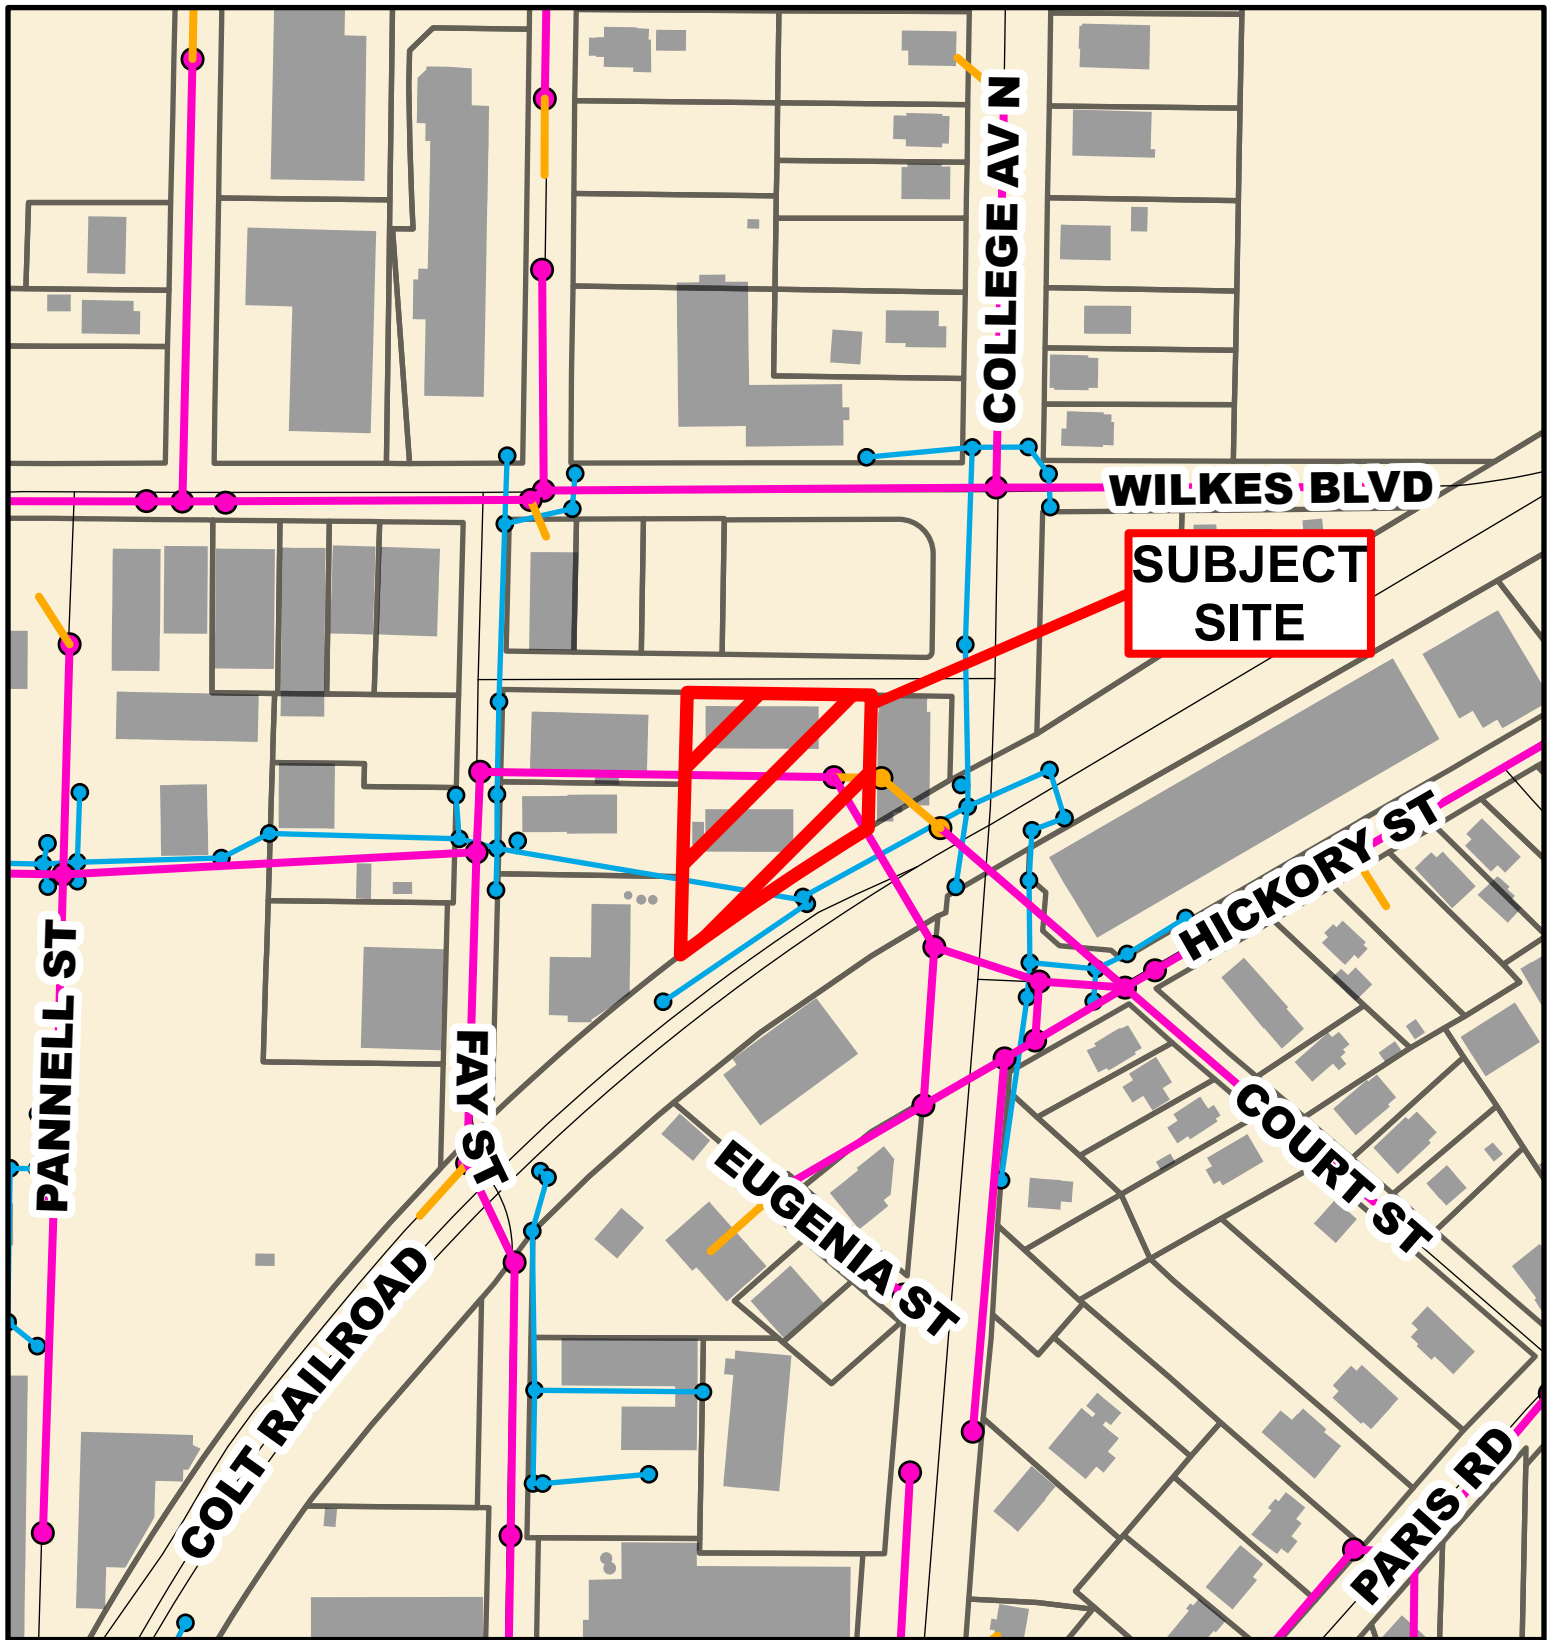 COLLEGE AV N
WILKES BLVD
SUBJECT
SITE
HICKORY ST
PANNELL ST
FAY ST
COURT ST
EUGENIA ST
COLT RAILROAD
PARIS RD